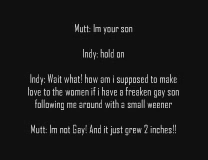 Mutt: Im your son
Indy: hold on
Indy: Wait what! how am i supposed to make
love to the women if i have a freaken gay son
following me around with a small weener
Mutt: Im not Gay! And it just grew 2 inches!!